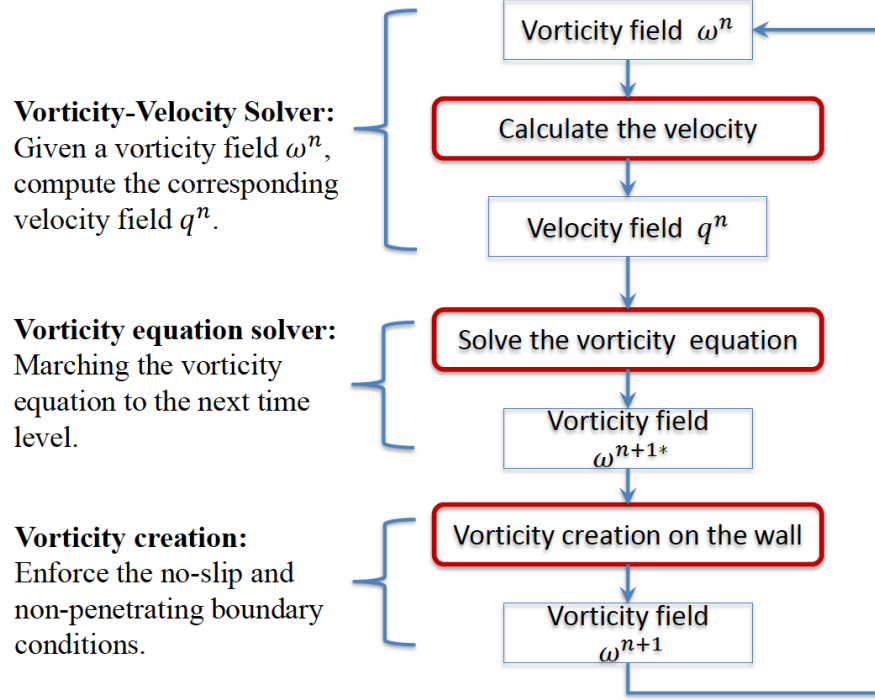 Vorticity-Velocity Solver:
Given a vorticity field ωⁿ,
compute the corresponding
velocity field qⁿ.
Vorticity equation solver:
Marching the vorticity
equation to the next time
level.
Vorticity creation:
Enforce the no-slip and
non-penetrating boundary
conditions.
Vorticity field ωⁿ
Calculate the velocity
Velocity field qⁿ
Solve the vorticity equation
Vorticity field
ωⁿ⁺¹*
Vorticity creation on the wall
Vorticity field
ωⁿ⁺¹